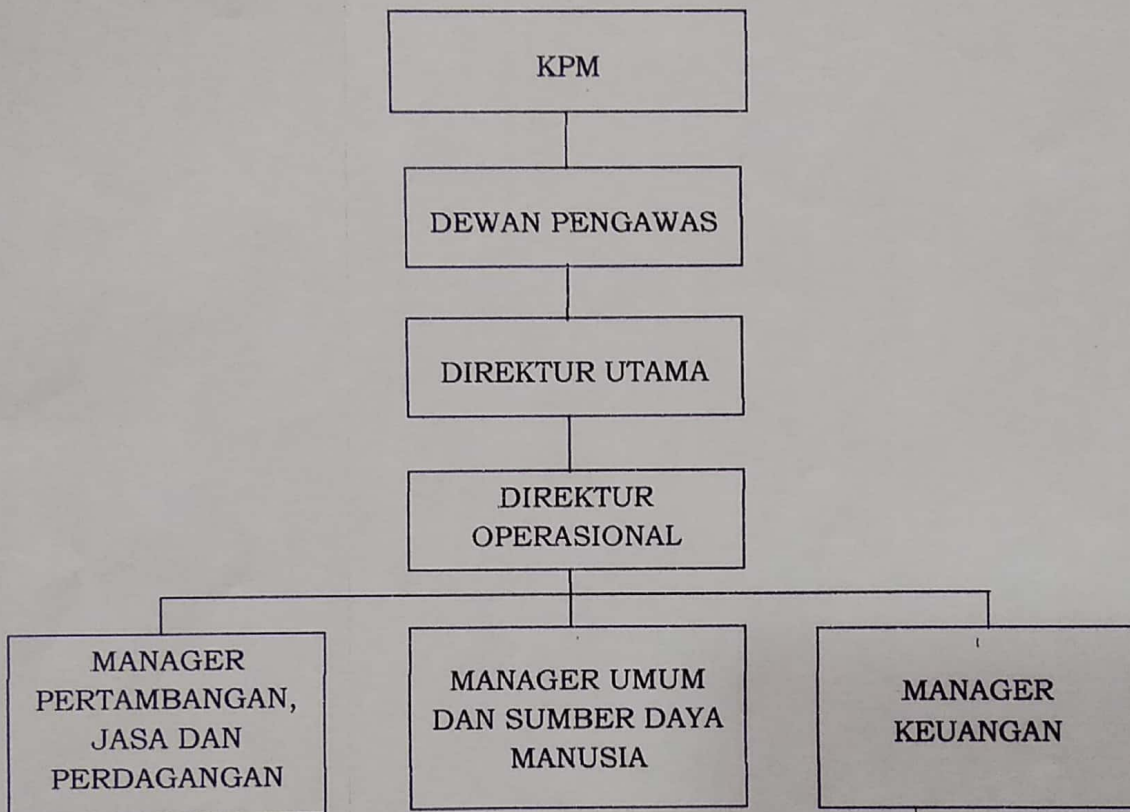 KPM
DEWAN PENGAWAS
DIREKTUR UTAMA
DIREKTUR
OPERASIONAL
MANAGER
PERTAMBANGAN,
JASA DAN
PERDAGANGAN
MANAGER UMUM
DAN SUMBER DAYA
MANUSIA
MANAGER
KEUANGAN